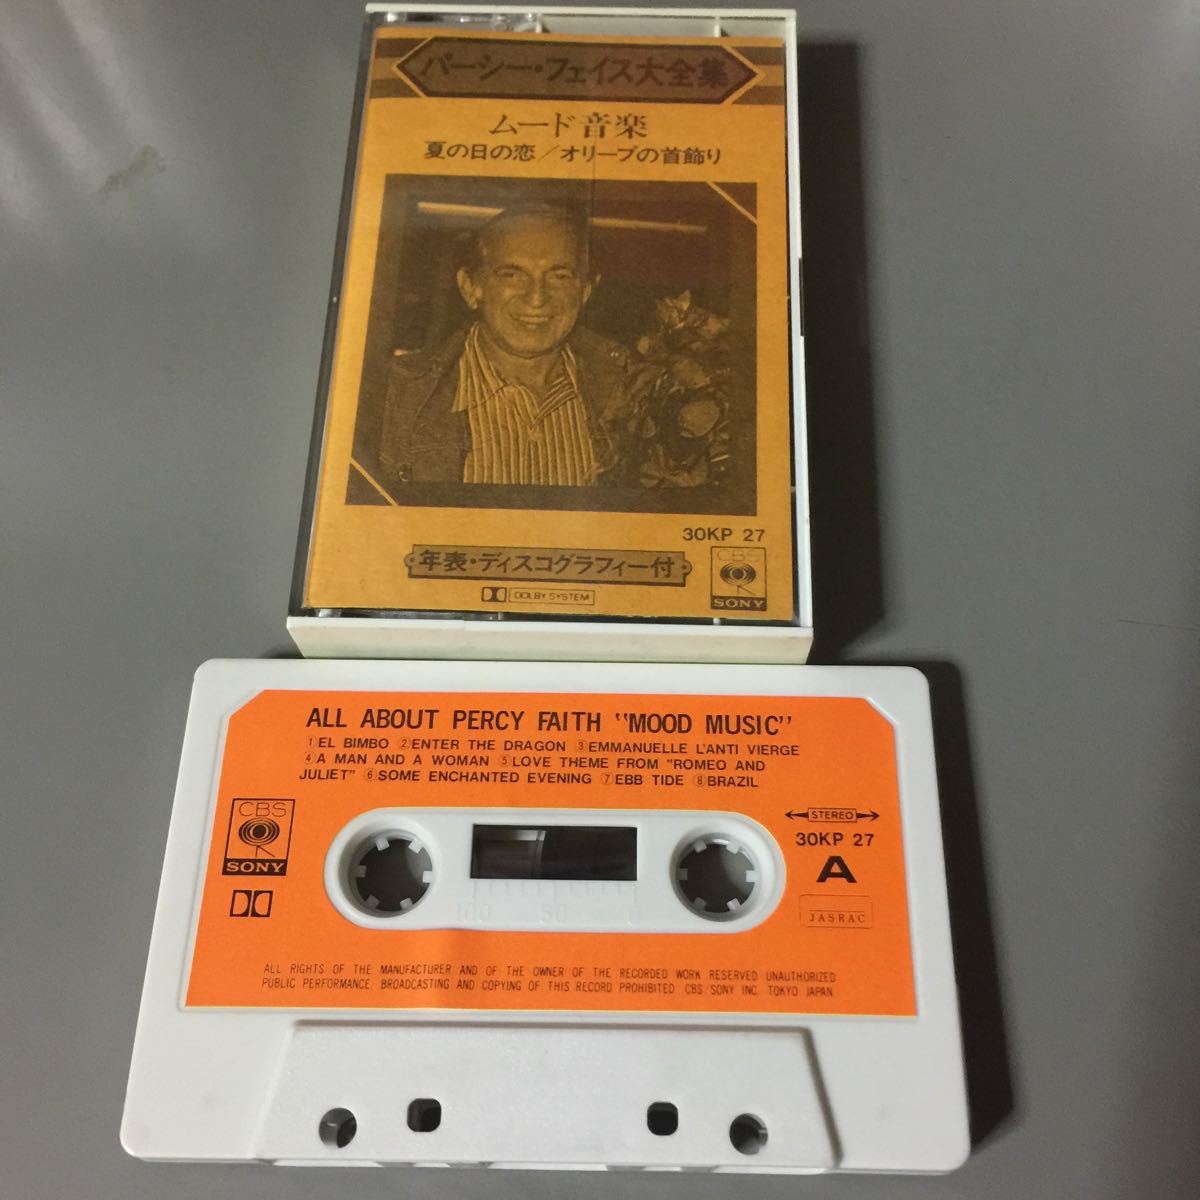 パーシー・フェイス大全集
ムード音楽
夏の日の恋/オリーブの首飾り
30KP 27
年表・ディスコグラフィー付
CBS
SONY
DOLBY SYSTEM
ALL ABOUT PERCY FAITH "MOOD MUSIC"
①EL BIMBO ②ENTER THE DRAGON ③EMMANUELLE L'ANTI VIERGE
④A MAN AND A WOMAN ⑤LOVE THEME FROM "ROMEO AND
JULIET" ⑥SOME ENCHANTED EVENING ⑦EBB TIDE ⑧BRAZIL
CBS
SONY
STEREO
30KP 27
A
JASRAC
100 50 0
ALL RIGHTS OF THE MANUFACTURER AND OF THE OWNER OF THE RECORDED WORK RESERVED UNAUTHORIZED
PUBLIC PERFORMANCE. BROADCASTING AND COPYING OF THIS RECORD PROHIBITED CBS/SONY INC. TOKYO JAPAN